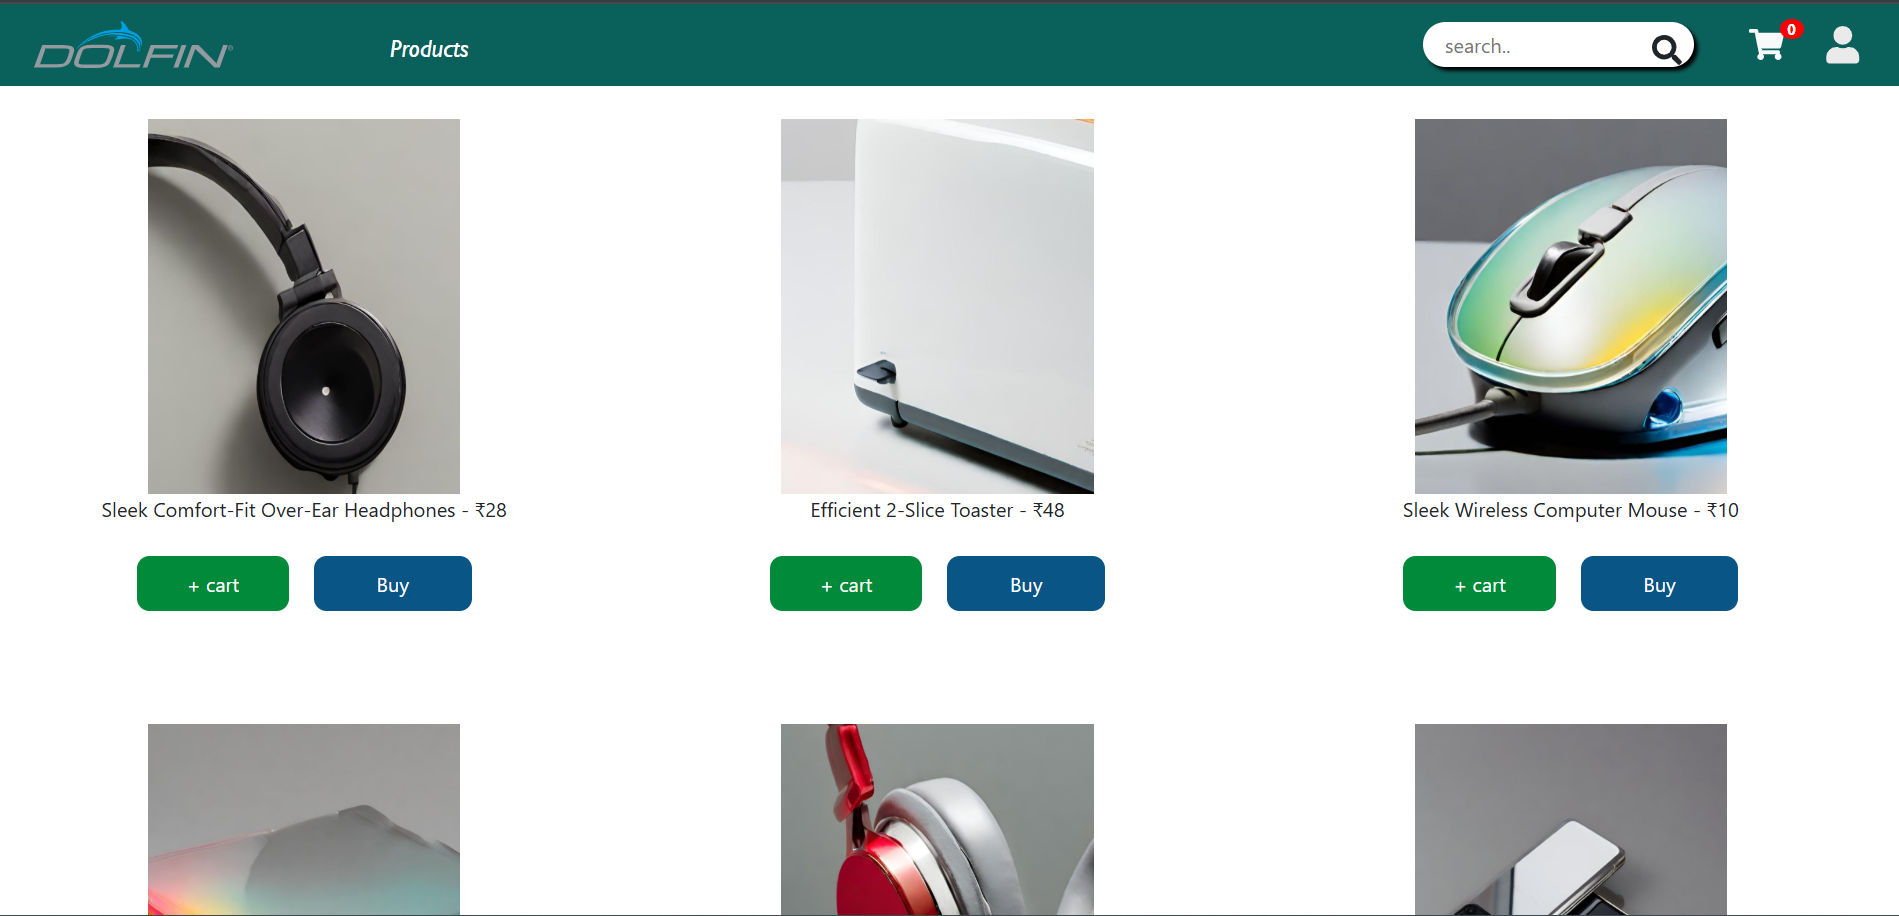 DOLFIN
Products
search..
0
Sleek Comfort-Fit Over-Ear Headphones - ₹28
Efficient 2-Slice Toaster - ₹48
Sleek Wireless Computer Mouse - ₹10
+ cart
Buy
+ cart
Buy
+ cart
Buy